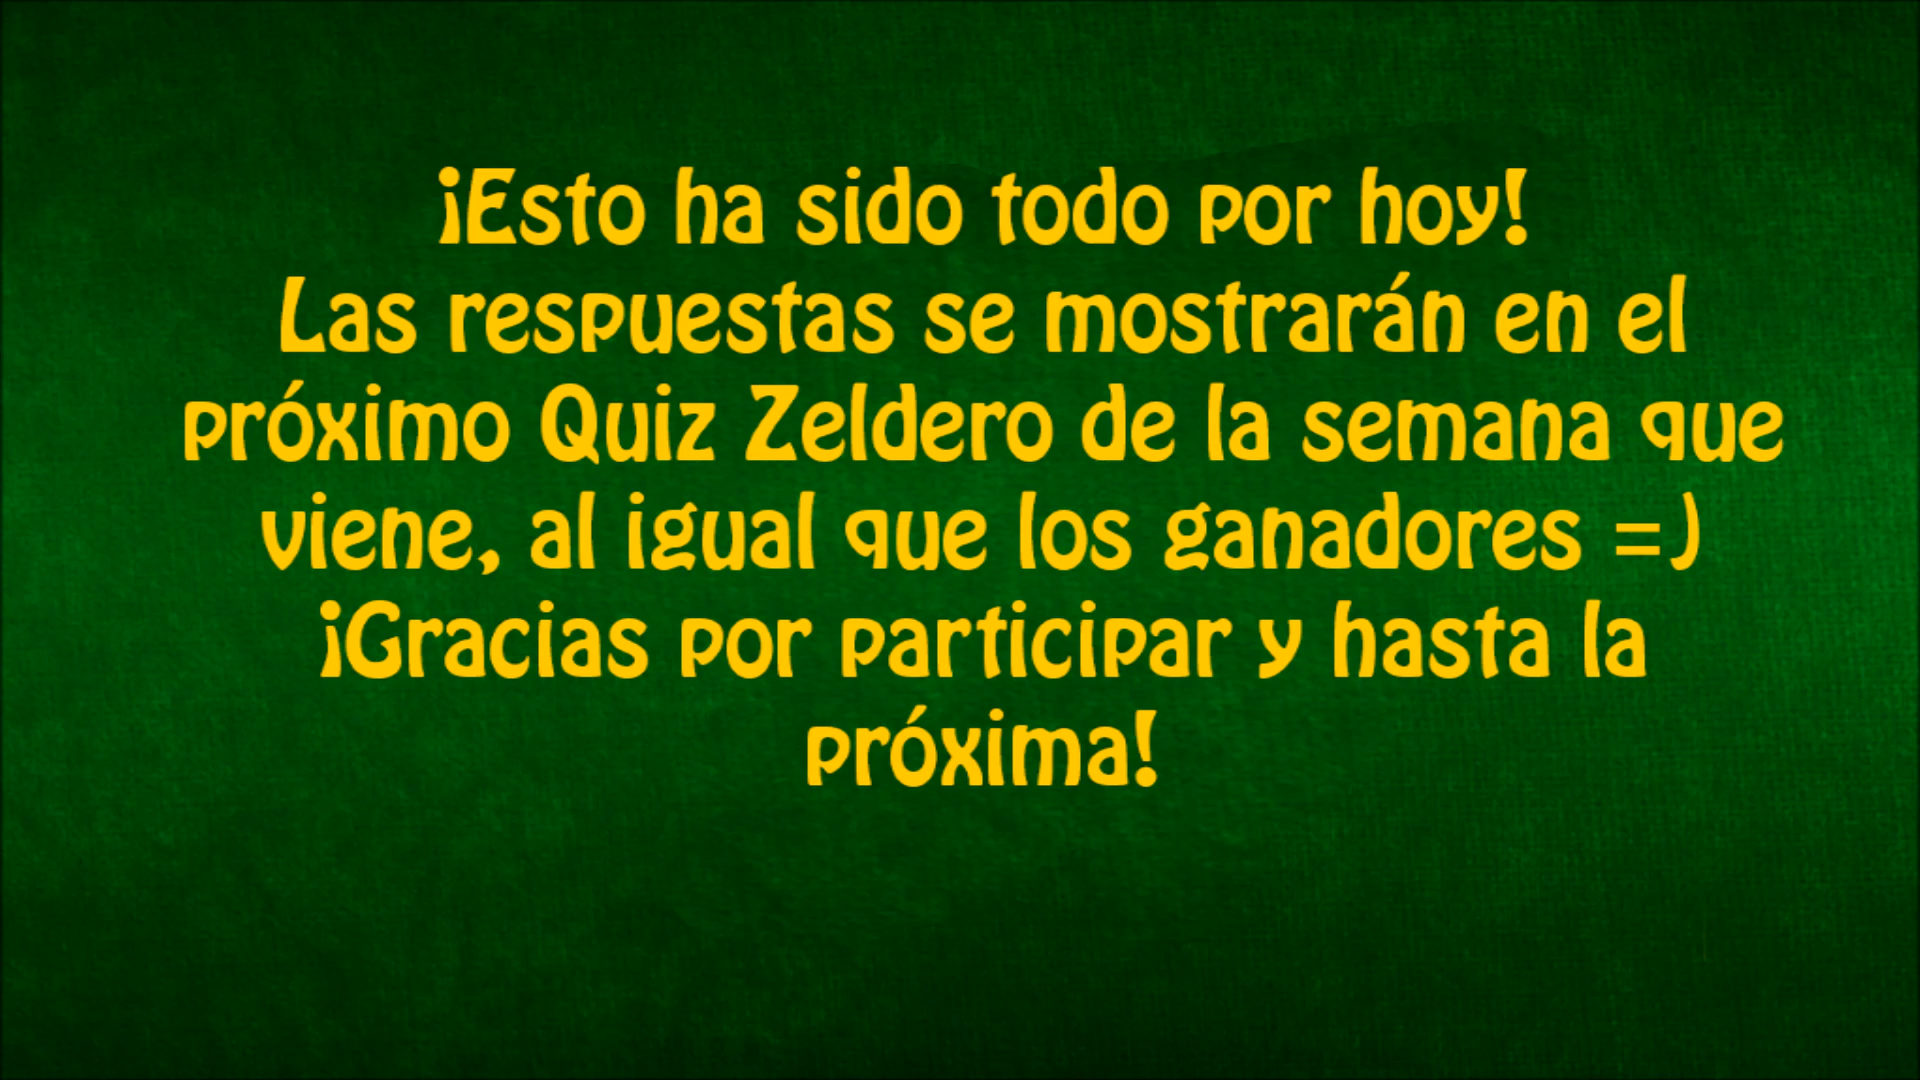 ¡Esto ha sido todo por hoy!
Las respuestas se mostrarán en el
próximo Quiz Zeldero de la semana que
viene, al igual que los ganadores =)
¡Gracias por participar y hasta la
próxima!